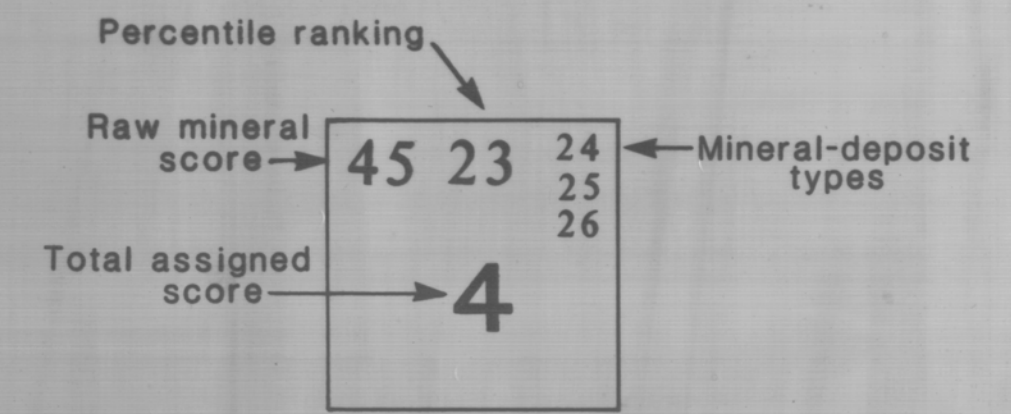 Percentile ranking
Raw mineral
score
45 23 24
25
26
Mineral-deposit
types
Total assigned
score
4